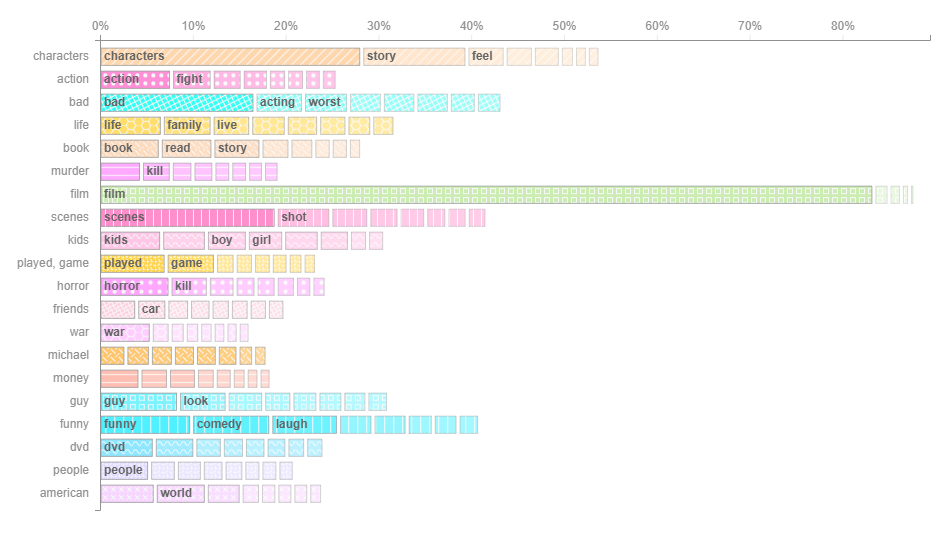 0% 10% 20% 30% 40% 50% 60% 70% 80%
characters characters story feel
action action fight
bad bad acting worst
life life family live
book book read story
murder kill
film film
scenes scenes shot
kids kids boy girl
played, game played game
horror horror kill
friends car
war war
michael
money
guy guy look
funny funny comedy laugh
dvd dvd
people people
american world